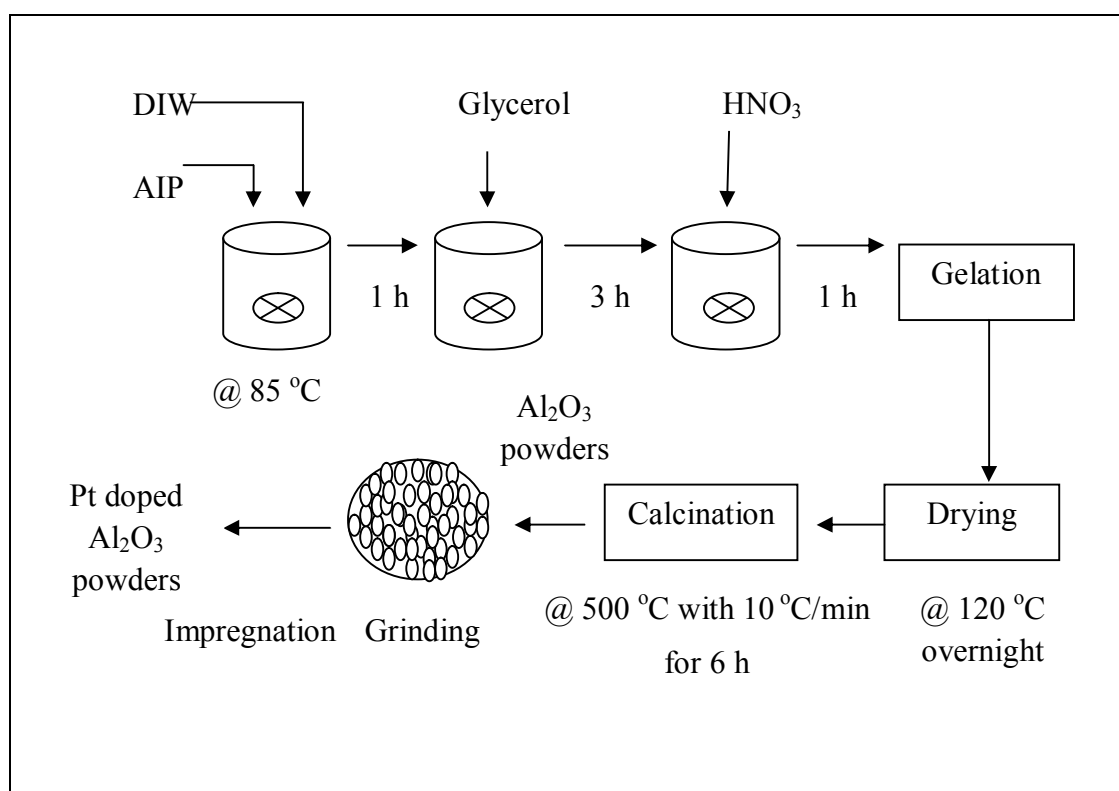 DIW
Glycerol
HNO₃
AIP
1 h
3 h
1 h
Gelation
@ 85 °C
Al₂O₃
powders
Pt doped
Al₂O₃
powders
Calcination
Drying
Impregnation
Grinding
@ 500 °C with 10 °C/min
for 6 h
@ 120 °C
overnight